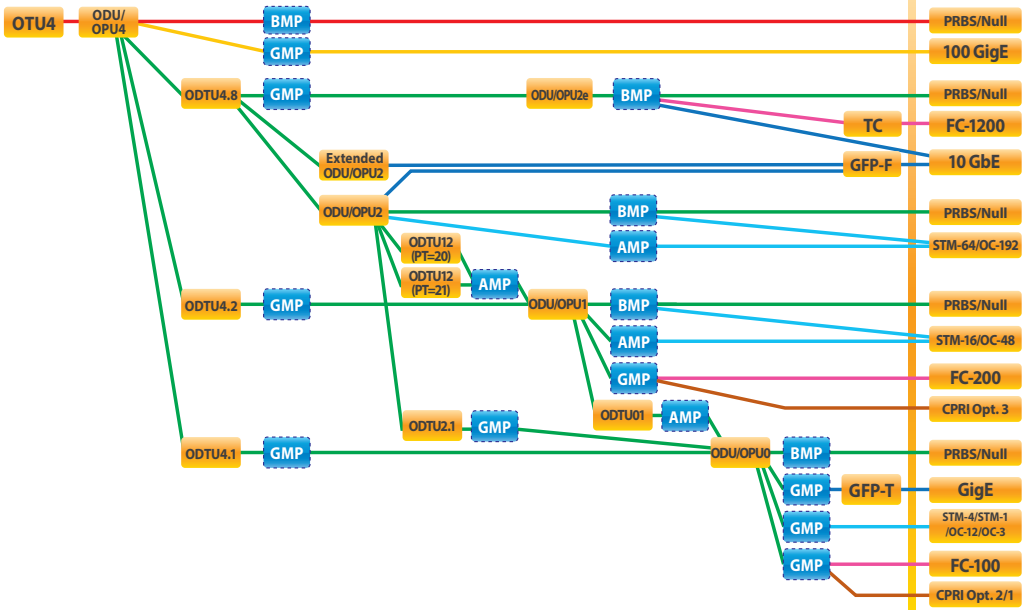 OTU4
ODU/
OPU4
BMP
PRBS/Null
GMP
100 GigE
ODTU4.8
GMP
ODU/OPU2e
BMP
PRBS/Null
TC
FC-1200
Extended
ODU/OPU2
GFP-F
10 GbE
ODU/OPU2
BMP
PRBS/Null
ODTU12
(PT=20)
AMP
STM-64/OC-192
ODTU12
(PT=21)
AMP
ODTU4.2
GMP
ODU/OPU1
BMP
PRBS/Null
AMP
STM-16/OC-48
GMP
FC-200
ODTU01
AMP
CPRI Opt. 3
ODTU2.1
GMP
ODTU4.1
GMP
ODU/OPU0
BMP
PRBS/Null
GMP
GFP-T
GigE
GMP
STM-4/STM-1
/OC-12/OC-3
GMP
FC-100
CPRI Opt. 2/1